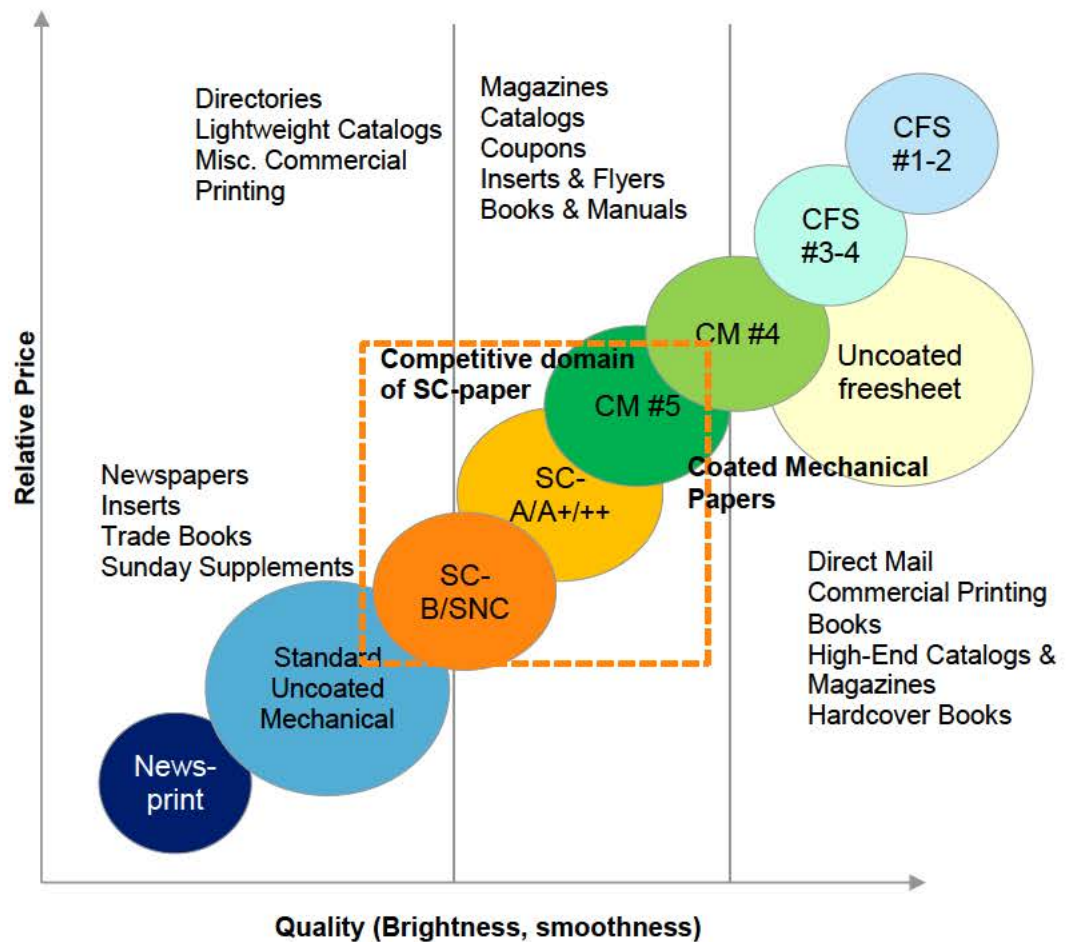 Directories
Lightweight Catalogs
Misc. Commercial
Printing
Magazines
Catalogs
Coupons
Inserts & Flyers
Books & Manuals
CFS
#1-2
CFS
#3-4
CM #4
Uncoated
freesheet
Competitive domain
of SC-paper
CM #5
Coated Mechanical
Papers
SC-
A/A+/++
Newspapers
Inserts
Trade Books
Sunday Supplements
SC-
B/SNC
Standard
Uncoated
Mechanical
News-
print
Direct Mail
Commercial Printing
Books
High-End Catalogs &
Magazines
Hardcover Books
Relative Price
Quality (Brightness, smoothness)